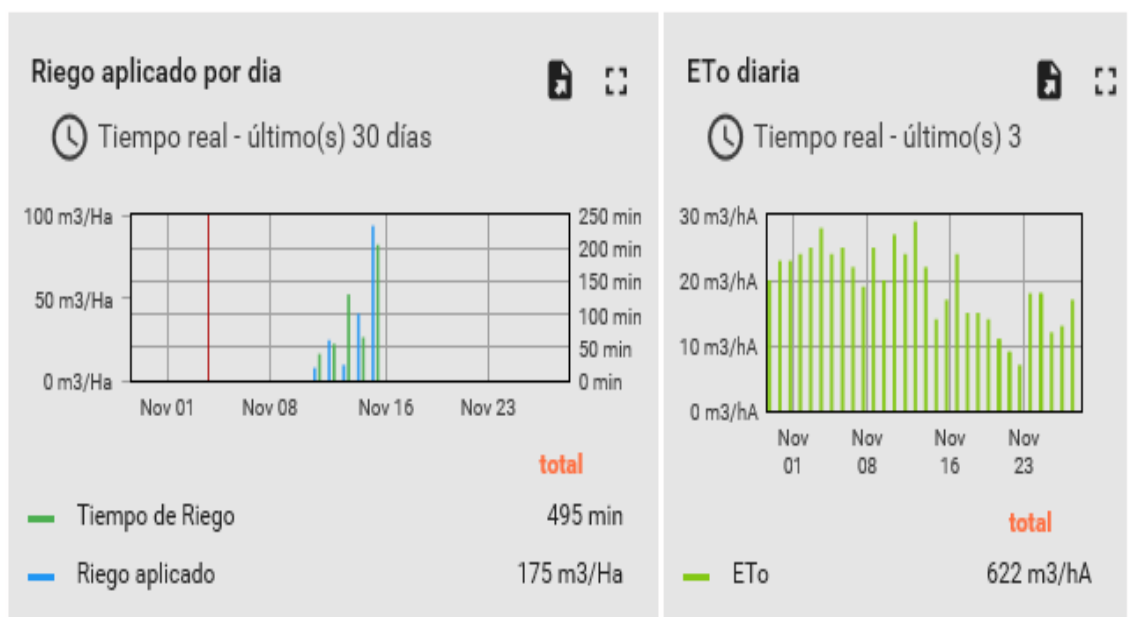 Riego aplicado por dia
Tiempo real - último(s) 30 días
100 m3/Ha
50 m3/Ha
0 m3/Ha
250 min
200 min
150 min
100 min
50 min
0 min
Nov 01 Nov 08 Nov 16 Nov 23
total
Tiempo de Riego 495 min
Riego aplicado 175 m3/Ha
ETo diaria
Tiempo real - último(s) 3
30 m3/hA
20 m3/hA
10 m3/hA
0 m3/hA
Nov Nov Nov Nov
01 08 16 23
total
ETo 622 m3/hA